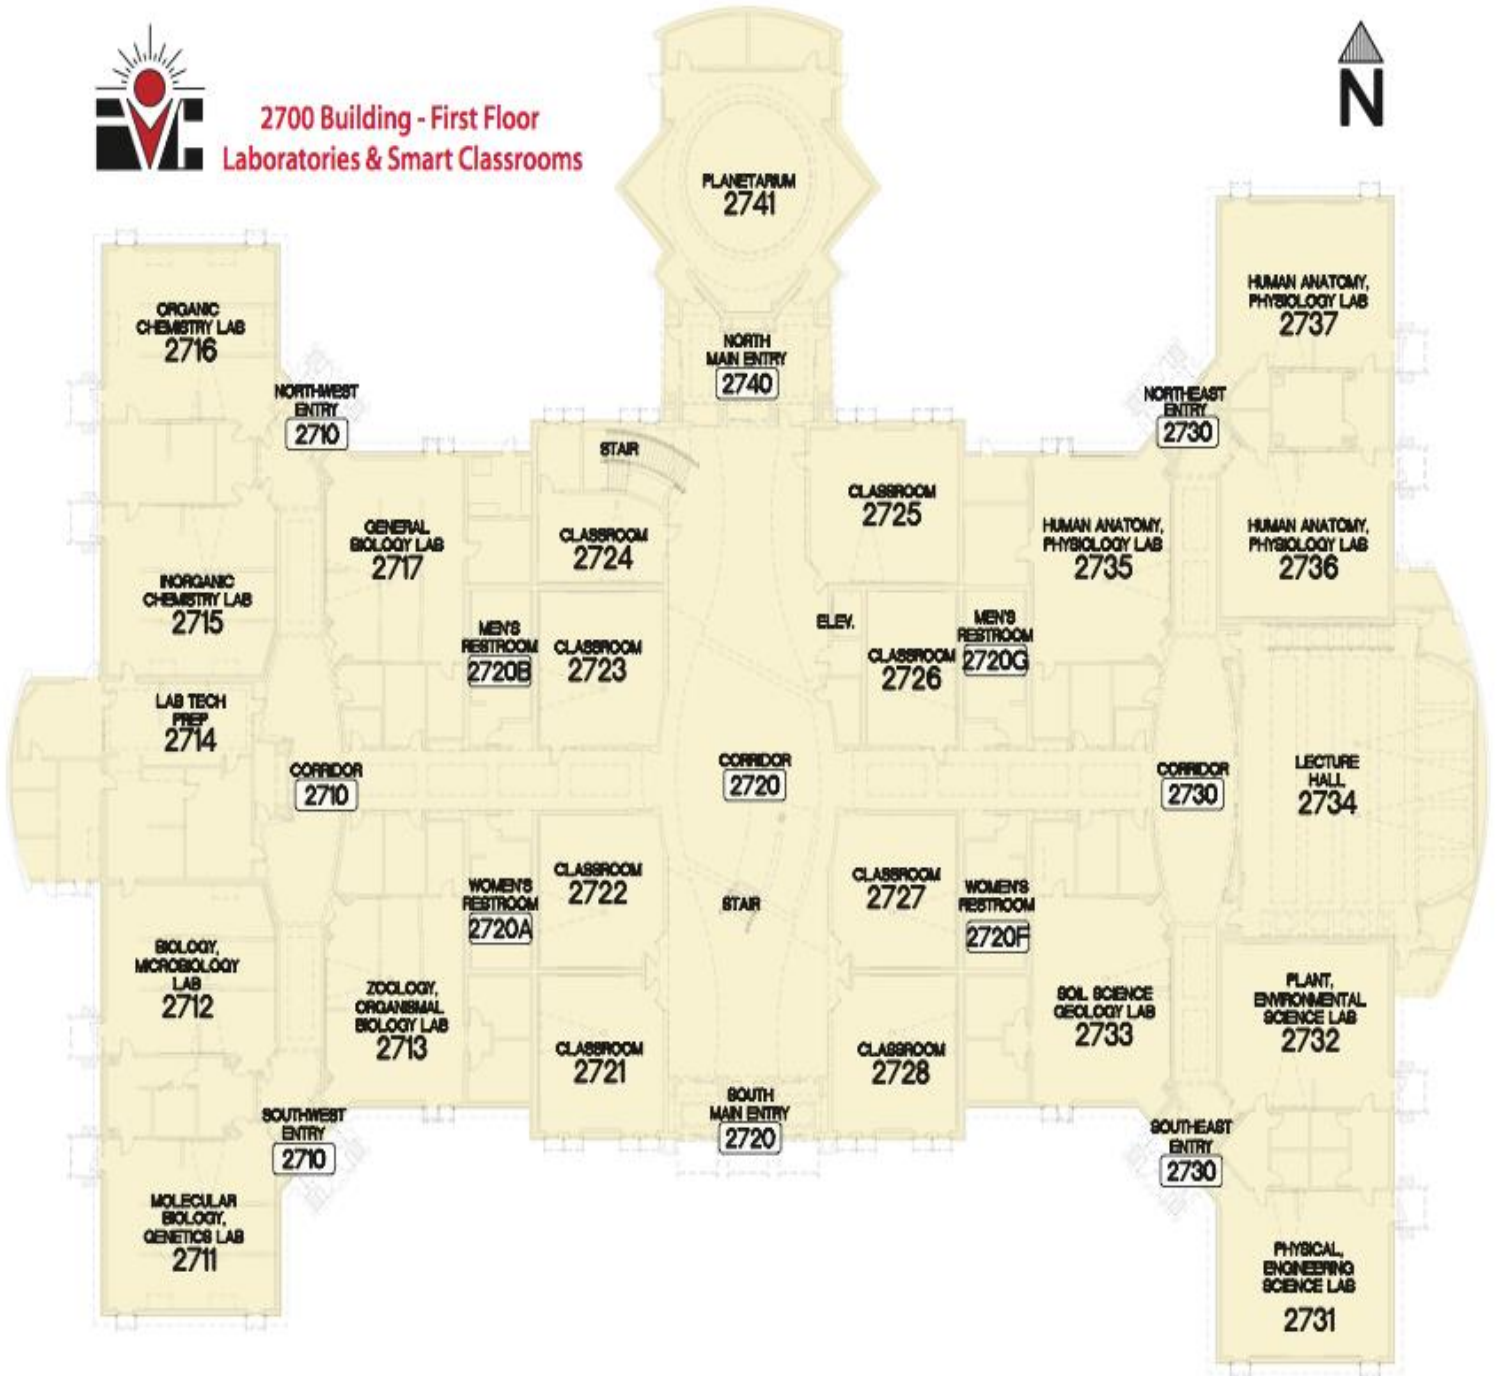 2700 Building - First Floor
Laboratories & Smart Classrooms
N
PLANETARIUM
2741
NORTH
MAIN ENTRY
2740
ORGANIC
CHEMISTRY LAB
2716
NORTHWEST
ENTRY
2710
HUMAN ANATOMY,
PHYSIOLOGY LAB
2737
NORTHEAST
ENTRY
2730
STAIR
CLASSROOM
2724
CLASSROOM
2725
GENERAL
BIOLOGY LAB
2717
HUMAN ANATOMY,
PHYSIOLOGY LAB
2735
HUMAN ANATOMY,
PHYSIOLOGY LAB
2736
INORGANIC
CHEMISTRY LAB
2715
MEN'S
RESTROOM
2720B
CLASSROOM
2723
ELEV.
CLASSROOM
2726
MEN'S
RESTROOM
2720G
LAB TECH
PREP
2714
CORRIDOR
2710
CORRIDOR
2720
CORRIDOR
2730
LECTURE
HALL
2734
WOMEN'S
RESTROOM
2720A
CLASSROOM
2722
STAIR
CLASSROOM
2727
WOMEN'S
RESTROOM
2720F
BIOLOGY,
MICROBIOLOGY
LAB
2712
ZOOLOGY,
ORGANISMAL
BIOLOGY LAB
2713
CLASSROOM
2721
CLASSROOM
2728
SOIL SCIENCE
GEOLOGY LAB
2733
PLANT,
ENVIRONMENTAL
SCIENCE LAB
2732
SOUTHWEST
ENTRY
2710
SOUTH
MAIN ENTRY
2720
SOUTHEAST
ENTRY
2730
MOLECULAR
BIOLOGY,
GENETICS LAB
2711
PHYSICAL,
ENGINEERING
SCIENCE LAB
2731